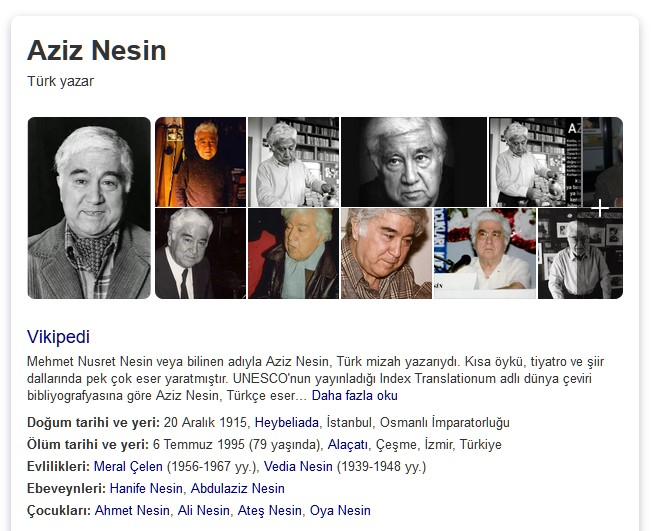 Aziz Nesin
Türk yazar
AZ
Vikipedi
Mehmet Nusret Nesin veya bilinen adıyla Aziz Nesin, Türk mizah yazarıydı. Kısa öykü, tiyatro ve şiir
dallarında pek çok eser yaratmıştır. UNESCO'nun yayınladığı Index Translationum adlı dünya çeviri
bibliyografyasına göre Aziz Nesin, Türkçe eser… Daha fazla oku
Doğum tarihi ve yeri: 20 Aralık 1915, Heybeliada, İstanbul, Osmanlı İmparatorluğu
Ölüm tarihi ve yeri: 6 Temmuz 1995 (79 yaşında), Alaçatı, Çeşme, İzmir, Türkiye
Evlilikleri: Meral Çelen (1956-1967 yy.), Vedia Nesin (1939-1948 yy.)
Ebeveynleri: Hanife Nesin, Abdulaziz Nesin
Çocukları: Ahmet Nesin, Ali Nesin, Ateş Nesin, Oya Nesin